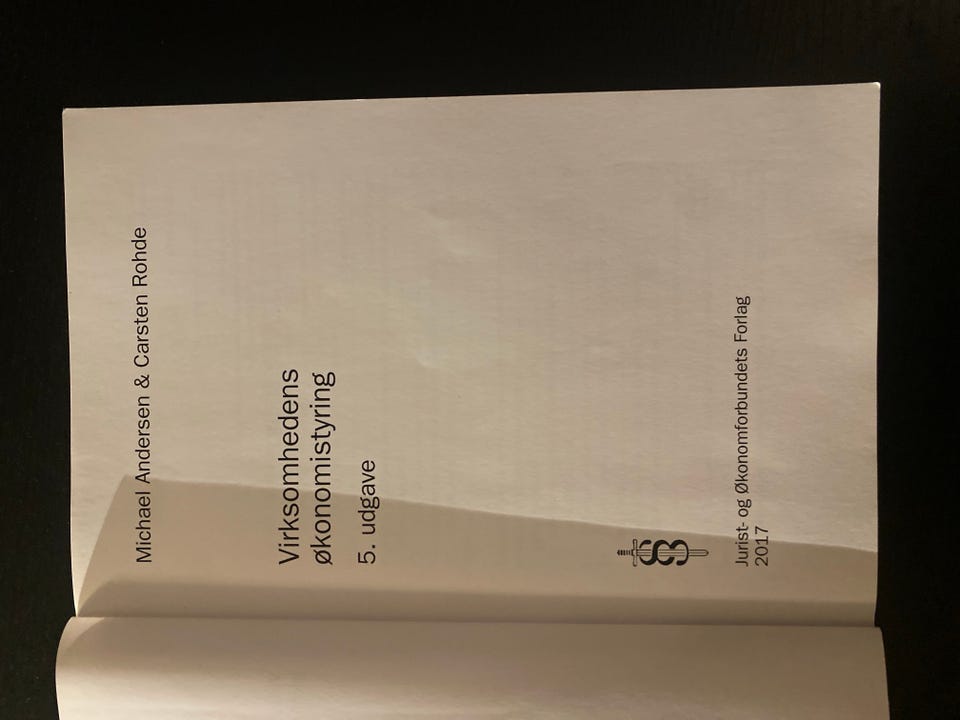 Michael Andersen & Carsten Rohde
Virksomhedens
økonomistyring
5. udgave
Jurist- og Økonomforbundets Forlag
2017